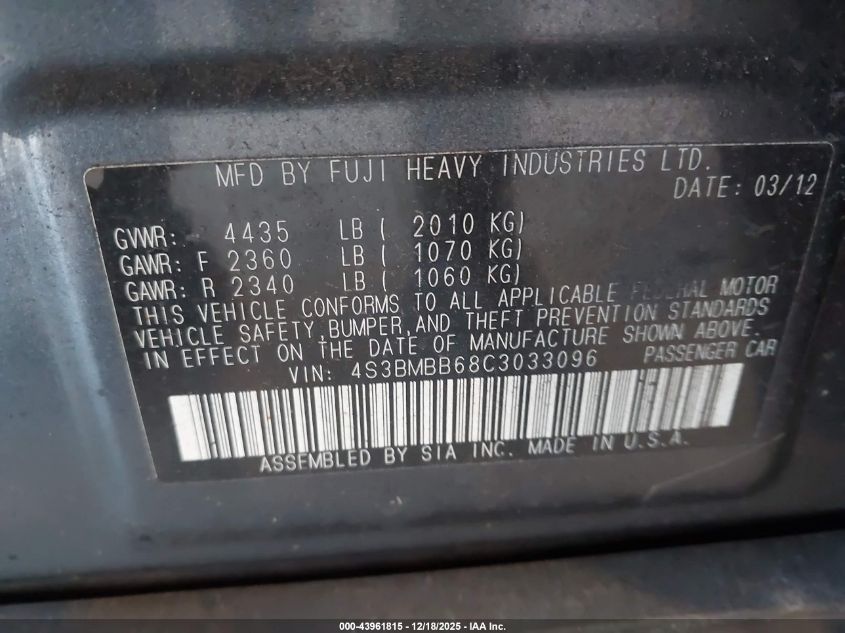 MFD BY FUJI HEAVY INDUSTRIES LTD.
DATE: 03/12
GVWR: 4435 LB ( 2010 KG)
GAWR: F 2360 LB ( 1070 KG)
GAWR: R 2340 LB ( 1060 KG)
THIS VEHICLE CONFORMS TO ALL APPLICABLE FEDERAL MOTOR
VEHICLE SAFETY, BUMPER, AND THEFT PREVENTION STANDARDS
IN EFFECT ON THE DATE OF MANUFACTURE SHOWN ABOVE.
VIN: 4S3BMBB68C3033096 PASSENGER CAR
ASSEMBLED BY SIA INC. MADE IN U.S.A.
000-43961815 - 12/18/2025 - IAA Inc.